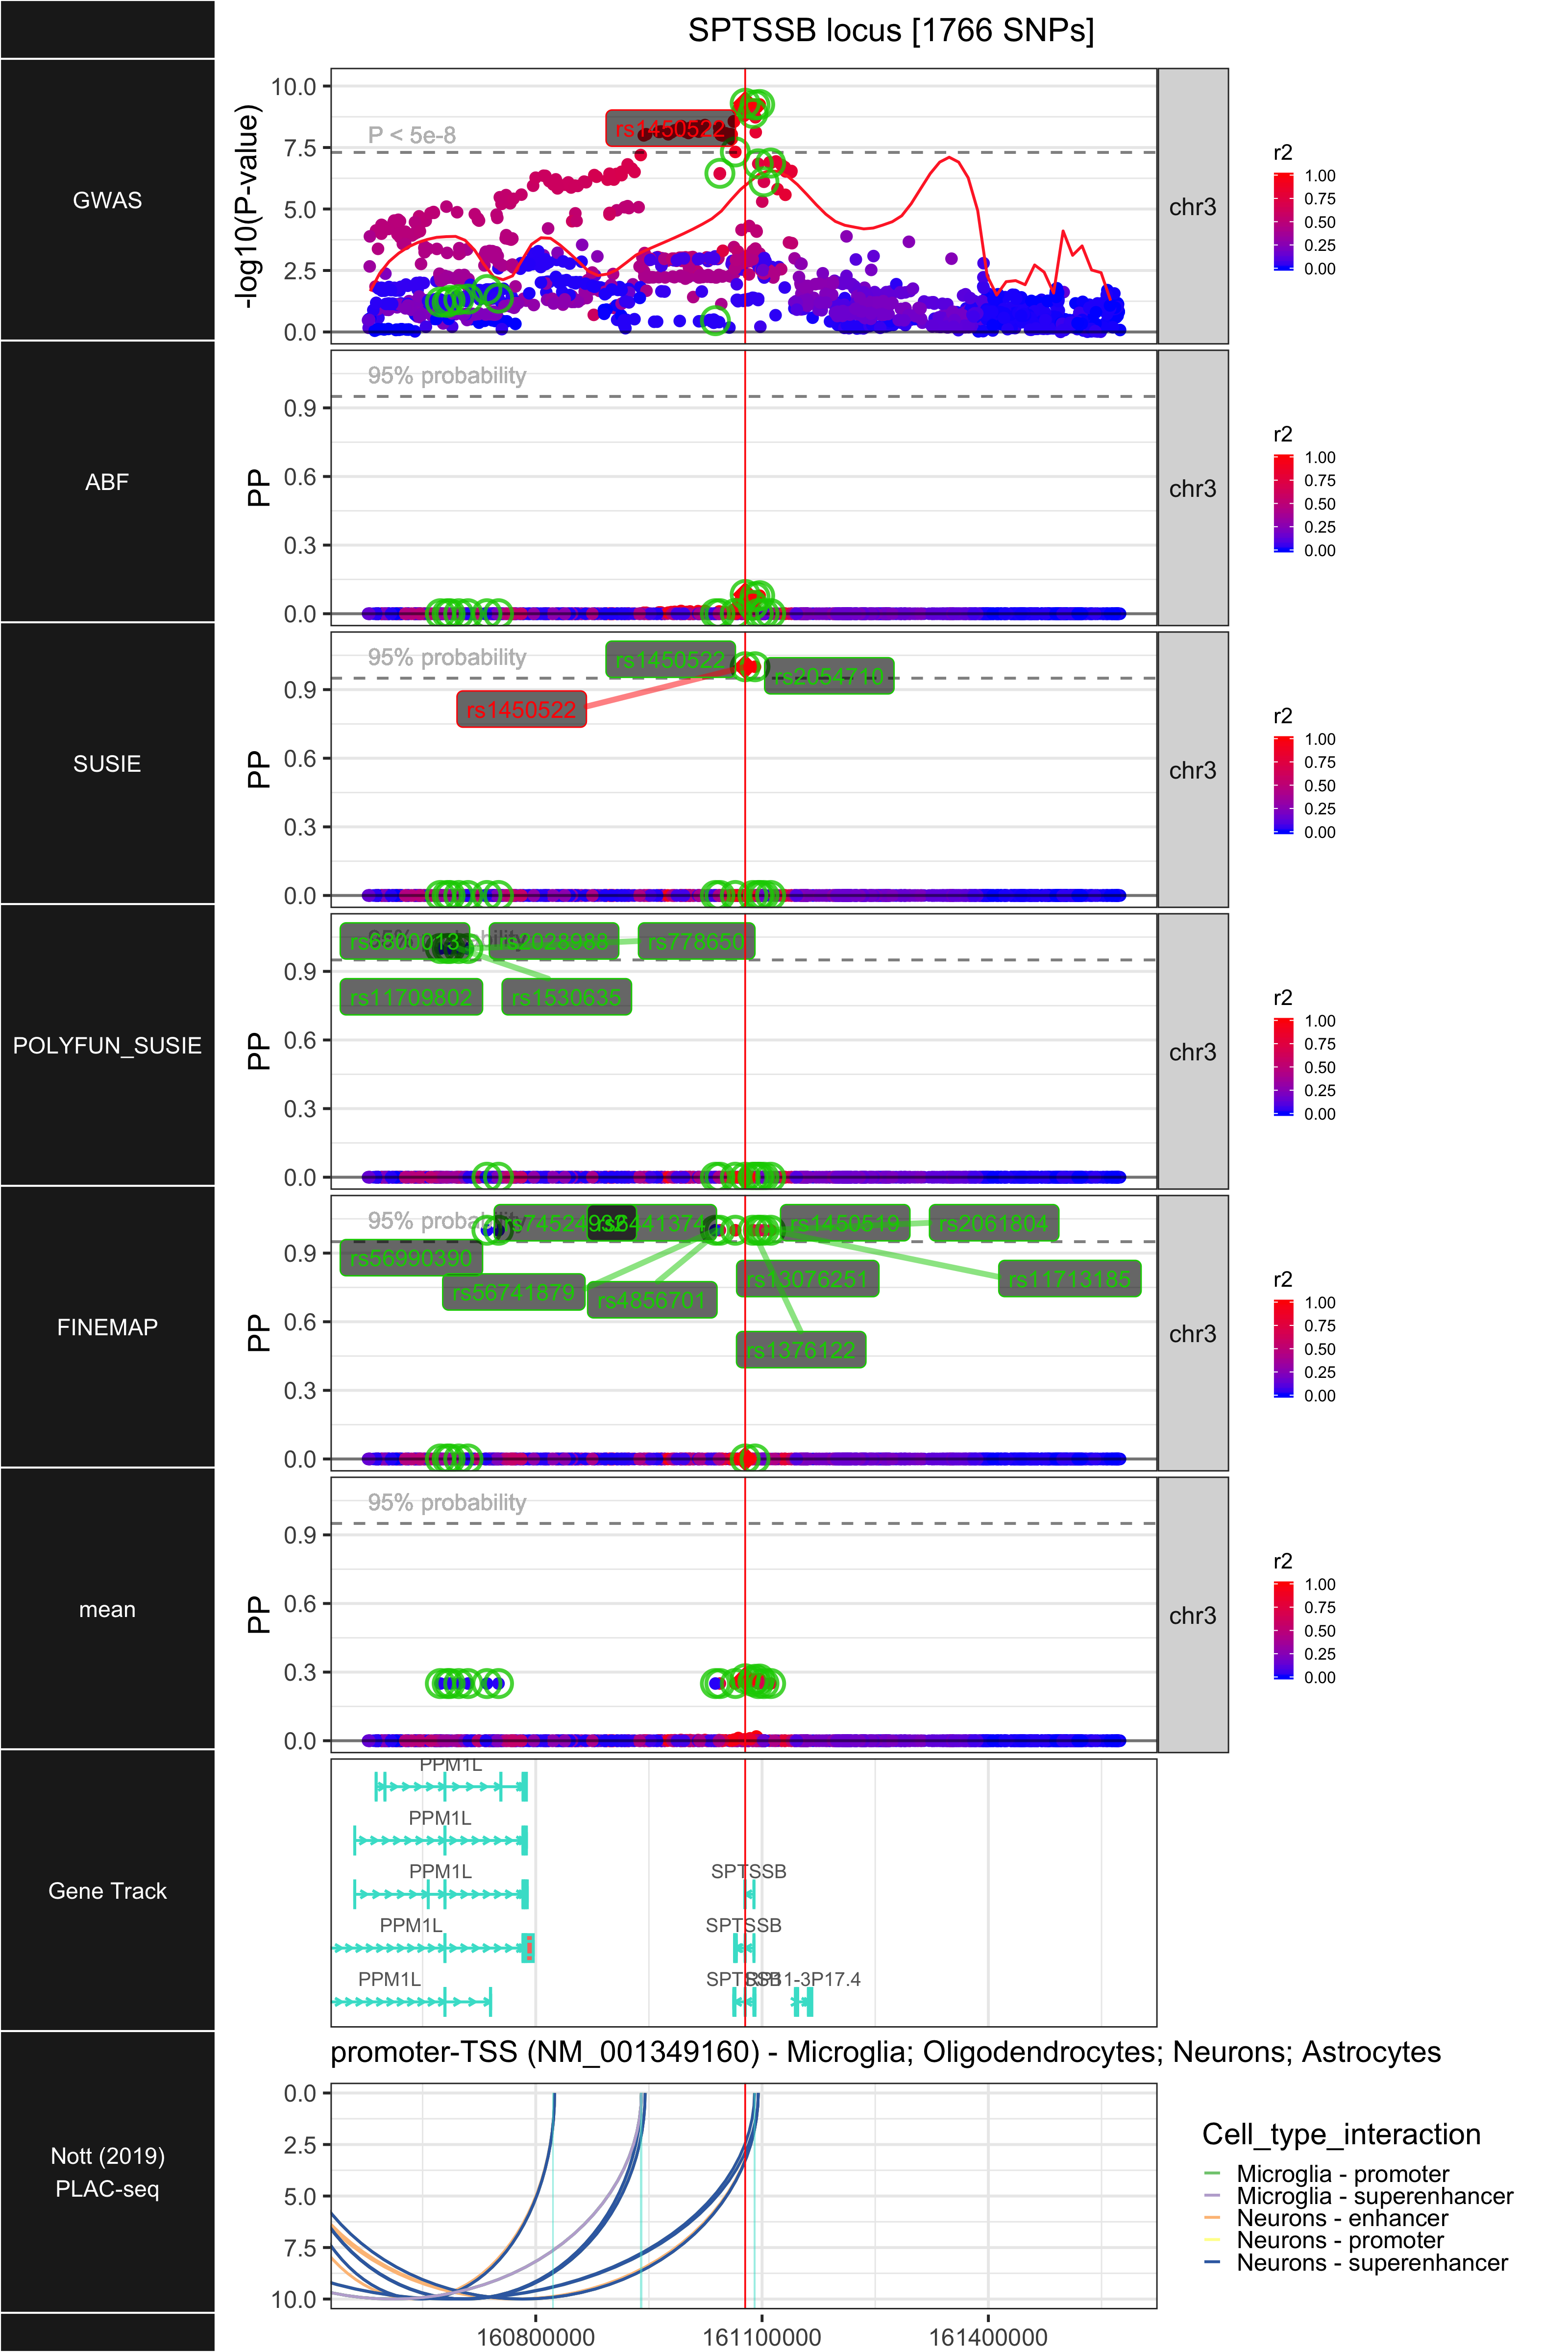 SPTSSB locus [1766 SNPs]
GWAS
-log10(P-value)
10.0
7.5
5.0
2.5
0.0
P < 5e-8
rs1450522
chr3
r2
1.00
0.75
0.50
0.25
0.00
ABF
PP
0.9
0.6
0.3
0.0
95% probability
chr3
r2
1.00
0.75
0.50
0.25
0.00
SUSIE
PP
0.9
0.6
0.3
0.0
95% probability
rs1450522
rs2054710
rs1450522
chr3
r2
1.00
0.75
0.50
0.25
0.00
POLYFUN_SUSIE
PP
0.9
0.6
0.3
0.0
95% probability
rs6800013
rs2028988
rs778650
rs11709802
rs1530635
chr3
r2
1.00
0.75
0.50
0.25
0.00
FINEMAP
PP
0.9
0.6
0.3
0.0
95% probability
rs74524932
rs6441374
rs1450519
rs2061804
rs56990390
rs56741879
rs4856701
rs13076251
rs11713185
rs1376122
chr3
r2
1.00
0.75
0.50
0.25
0.00
mean
PP
0.9
0.6
0.3
0.0
95% probability
chr3
r2
1.00
0.75
0.50
0.25
0.00
Gene Track
PPM1L
PPM1L
PPM1L SPTSSB
PPM1L SPTSSB
PPM1L SPTSSB RP11-3P17.4
promoter-TSS (NM_001349160) - Microglia; Oligodendrocytes; Neurons; Astrocytes
Nott (2019)
PLAC-seq
0.0
2.5
5.0
7.5
10.0
160800000 161100000 161400000
Cell_type_interaction
Microglia - promoter
Microglia - superenhancer
Neurons - enhancer
Neurons - promoter
Neurons - superenhancer